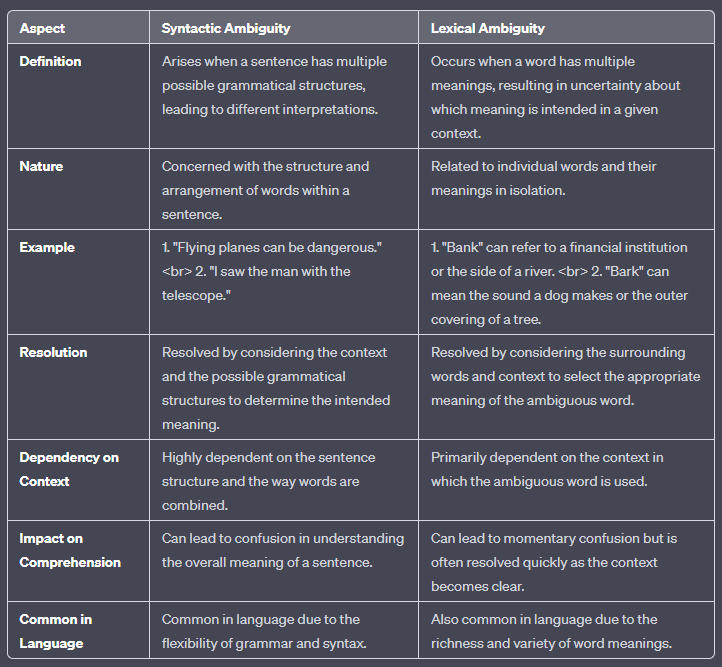 Aspect Syntactic Ambiguity Lexical Ambiguity
Definition
Arises when a sentence has multiple
possible grammatical structures,
leading to different interpretations.
Occurs when a word has multiple
meanings, resulting in uncertainty about
which meaning is intended in a given
context.
Nature
Concerned with the structure and
arrangement of words within a
sentence.
Related to individual words and their
meanings in isolation.
Example
1. "Flying planes can be dangerous."
<br> 2. "I saw the man with the
telescope."
1. "Bank" can refer to a financial institution
or the side of a river. <br> 2. "Bark" can
mean the sound a dog makes or the outer
covering of a tree.
Resolution
Resolved by considering the context
and the possible grammatical
structures to determine the intended
meaning.
Resolved by considering the surrounding
words and context to select the appropriate
meaning of the ambiguous word.
Dependency on
Context
Highly dependent on the sentence
structure and the way words are
combined.
Primarily dependent on the context in
which the ambiguous word is used.
Impact on
Comprehension
Can lead to confusion in understanding
the overall meaning of a sentence.
Can lead to momentary confusion but is
often resolved quickly as the context
becomes clear.
Common in
Language
Common in language due to the
flexibility of grammar and syntax.
Also common in language due to the
richness and variety of word meanings.